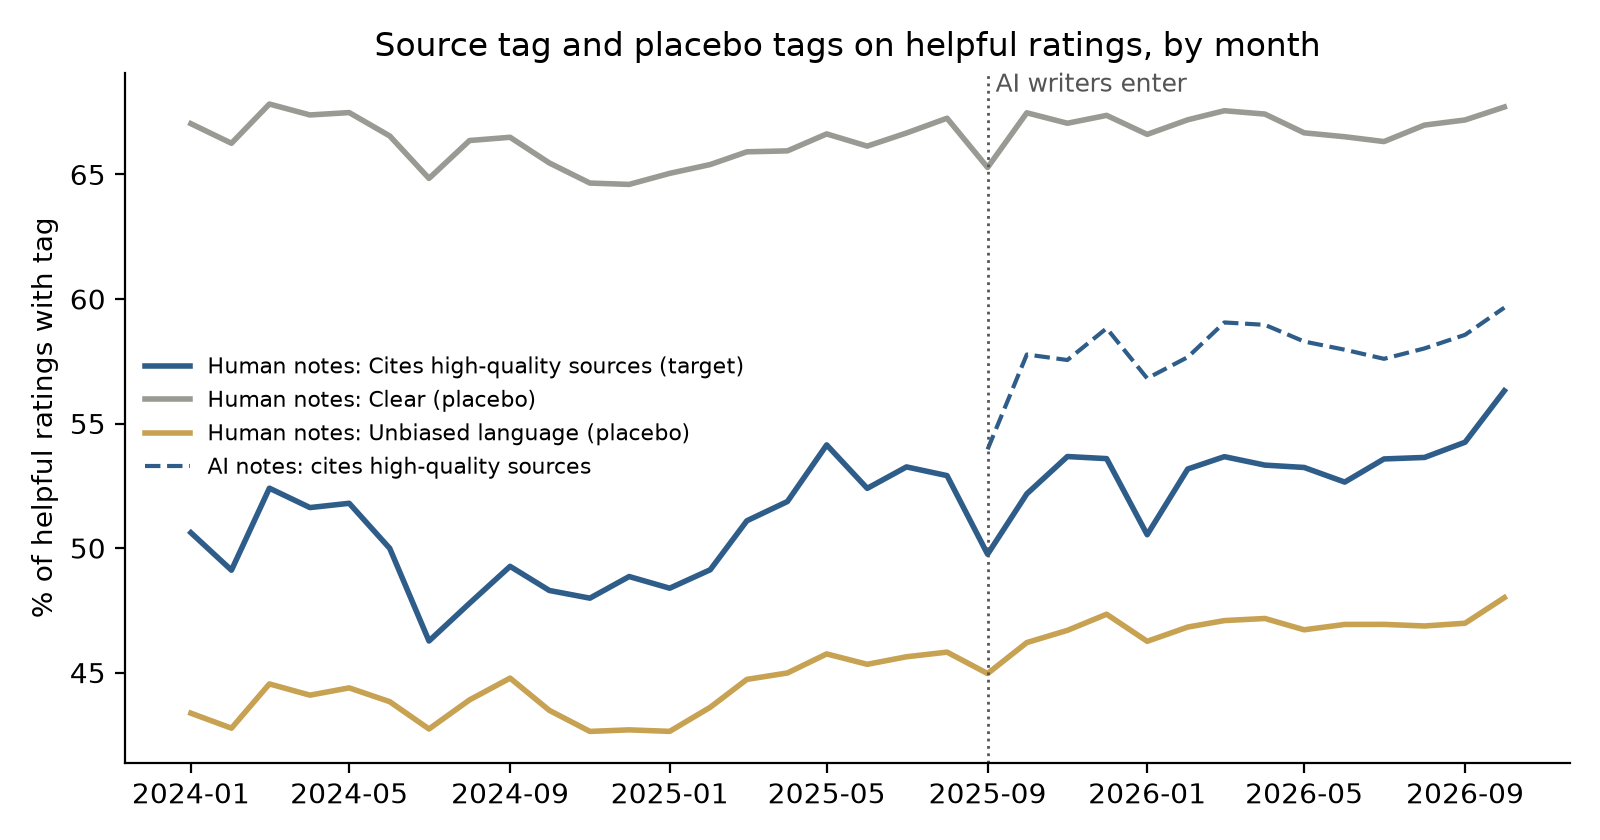 Source tag and placebo tags on helpful ratings, by month
AI writers enter
% of helpful ratings with tag
65
60
55
50
45
Human notes: Cites high-quality sources (target)
Human notes: Clear (placebo)
Human notes: Unbiased language (placebo)
AI notes: cites high-quality sources
2024-01 2024-05 2024-09 2025-01 2025-05 2025-09 2026-01 2026-05 2026-09